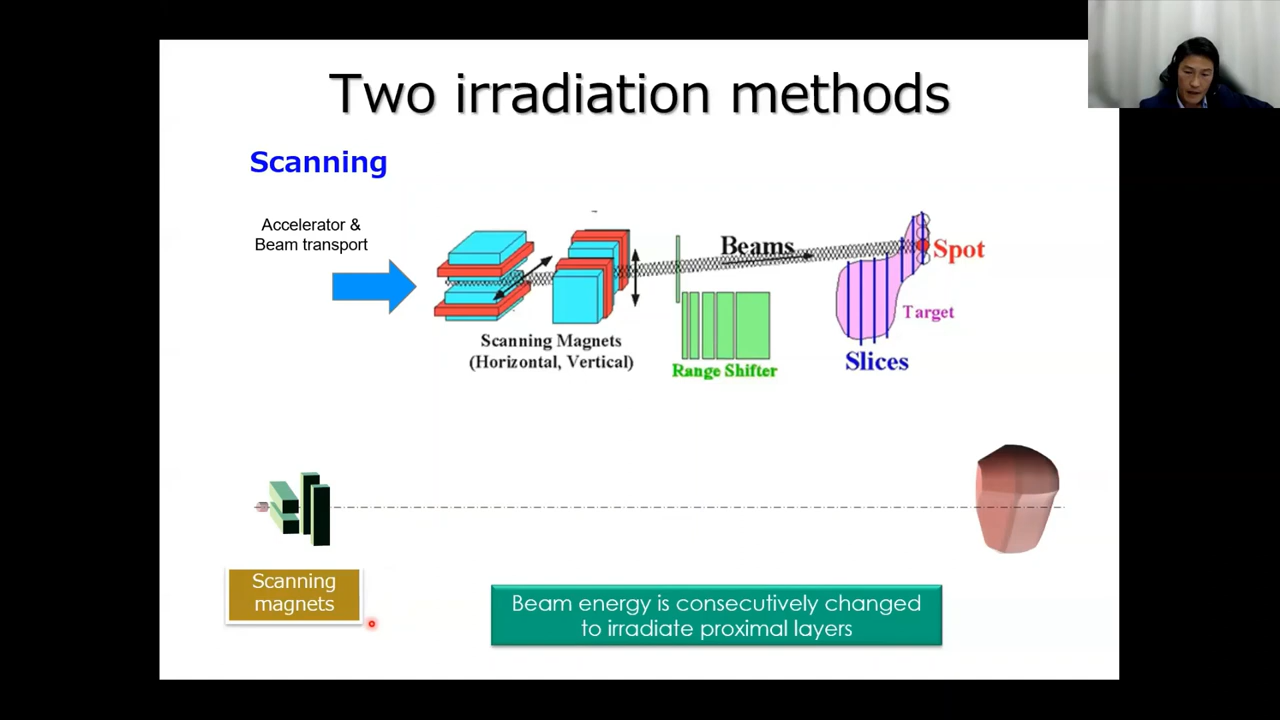 Two irradiation methods
Scanning
Accelerator &
Beam transport
Beams
Spot
Target
Scanning Magnets
(Horizontal, Vertical)
Range Shifter
Slices
Scanning
magnets
Beam energy is consecutively changed
to irradiate proximal layers